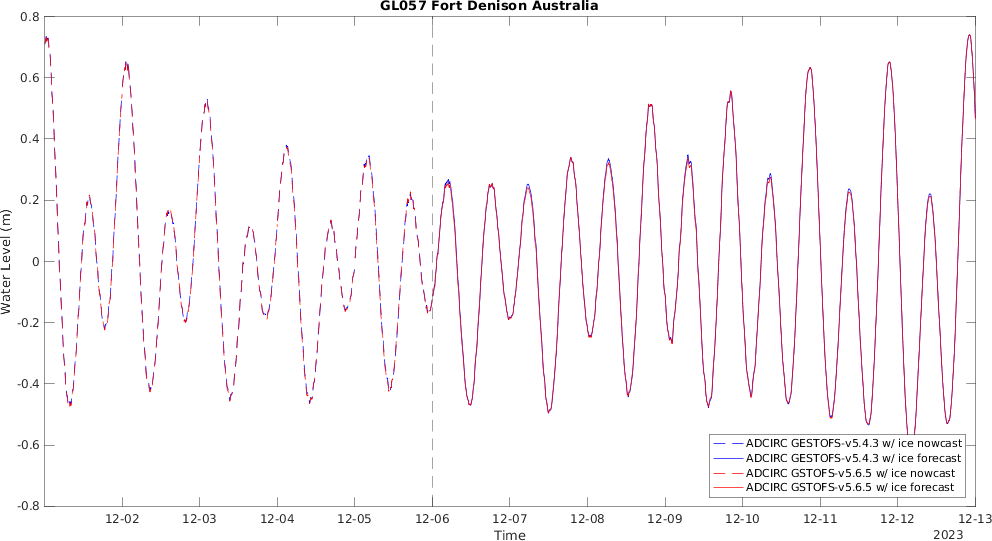 GL057 Fort Denison Australia
0.8
0.6
0.4
0.2
0
-0.2
-0.4
-0.6
-0.8
Water Level (m)
ADCIRC GESTOFS-v5.4.3 w/ ice nowcast
ADCIRC GESTOFS-v5.4.3 w/ ice forecast
ADCIRC GSTOFS-v5.6.5 w/ ice nowcast
ADCIRC GSTOFS-v5.6.5 w/ ice forecast
12-02 12-03 12-04 12-05 12-06 12-07 12-08 12-09 12-10 12-11 12-12 12-13
Time
2023